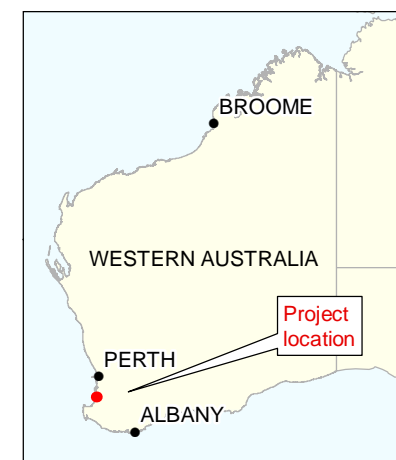 BROOME
WESTERN AUSTRALIA
Project
location
PERTH
ALBANY